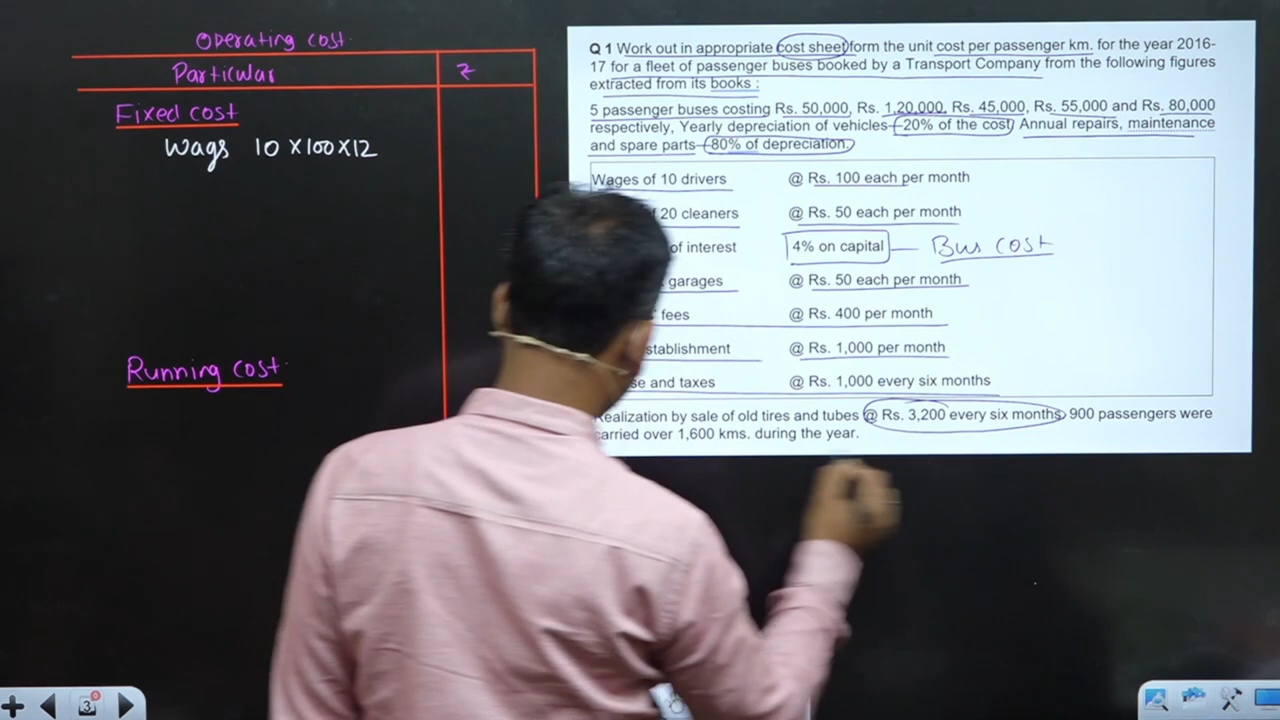 Operating cost
Particular ₹
Fixed cost
Wags 10 X 100 X 12
Running cost
Q 1 Work out in appropriate cost sheet form the unit cost per passenger km. for the year 2016-
17 for a fleet of passenger buses booked by a Transport Company from the following figures
extracted from its books :
5 passenger buses costing Rs. 50,000, Rs. 1,20,000, Rs. 45,000, Rs. 55,000 and Rs. 80,000
respectively, Yearly depreciation of vehicles- 20% of the cost, Annual repairs, maintenance
and spare parts- 80% of depreciation.
Wages of 10 drivers @ Rs. 100 each per month
20 cleaners @ Rs. 50 each per month
of interest 4% on capital — Bus cost
garages @ Rs. 50 each per month
fees @ Rs. 400 per month
@ Rs. 1,000 per month
and taxes @ Rs. 1,000 every six months
Realization by sale of old tires and tubes @ Rs. 3,200 every six months, 900 passengers were
carried over 1,600 kms. during the year.
3